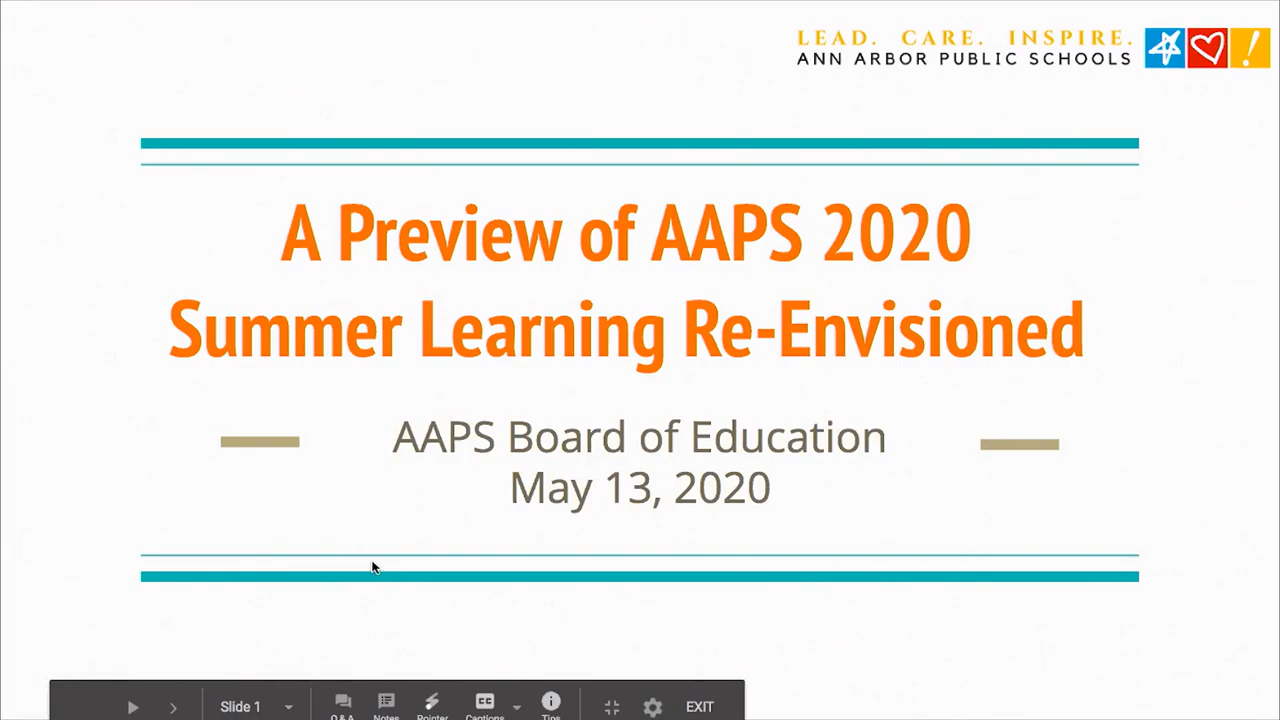 LEAD. CARE. INSPIRE.
ANN ARBOR PUBLIC SCHOOLS
A Preview of AAPS 2020
Summer Learning Re-Envisioned
AAPS Board of Education
May 13, 2020
Slide 1
Q&A Notes Pointer Captions Tips
EXIT